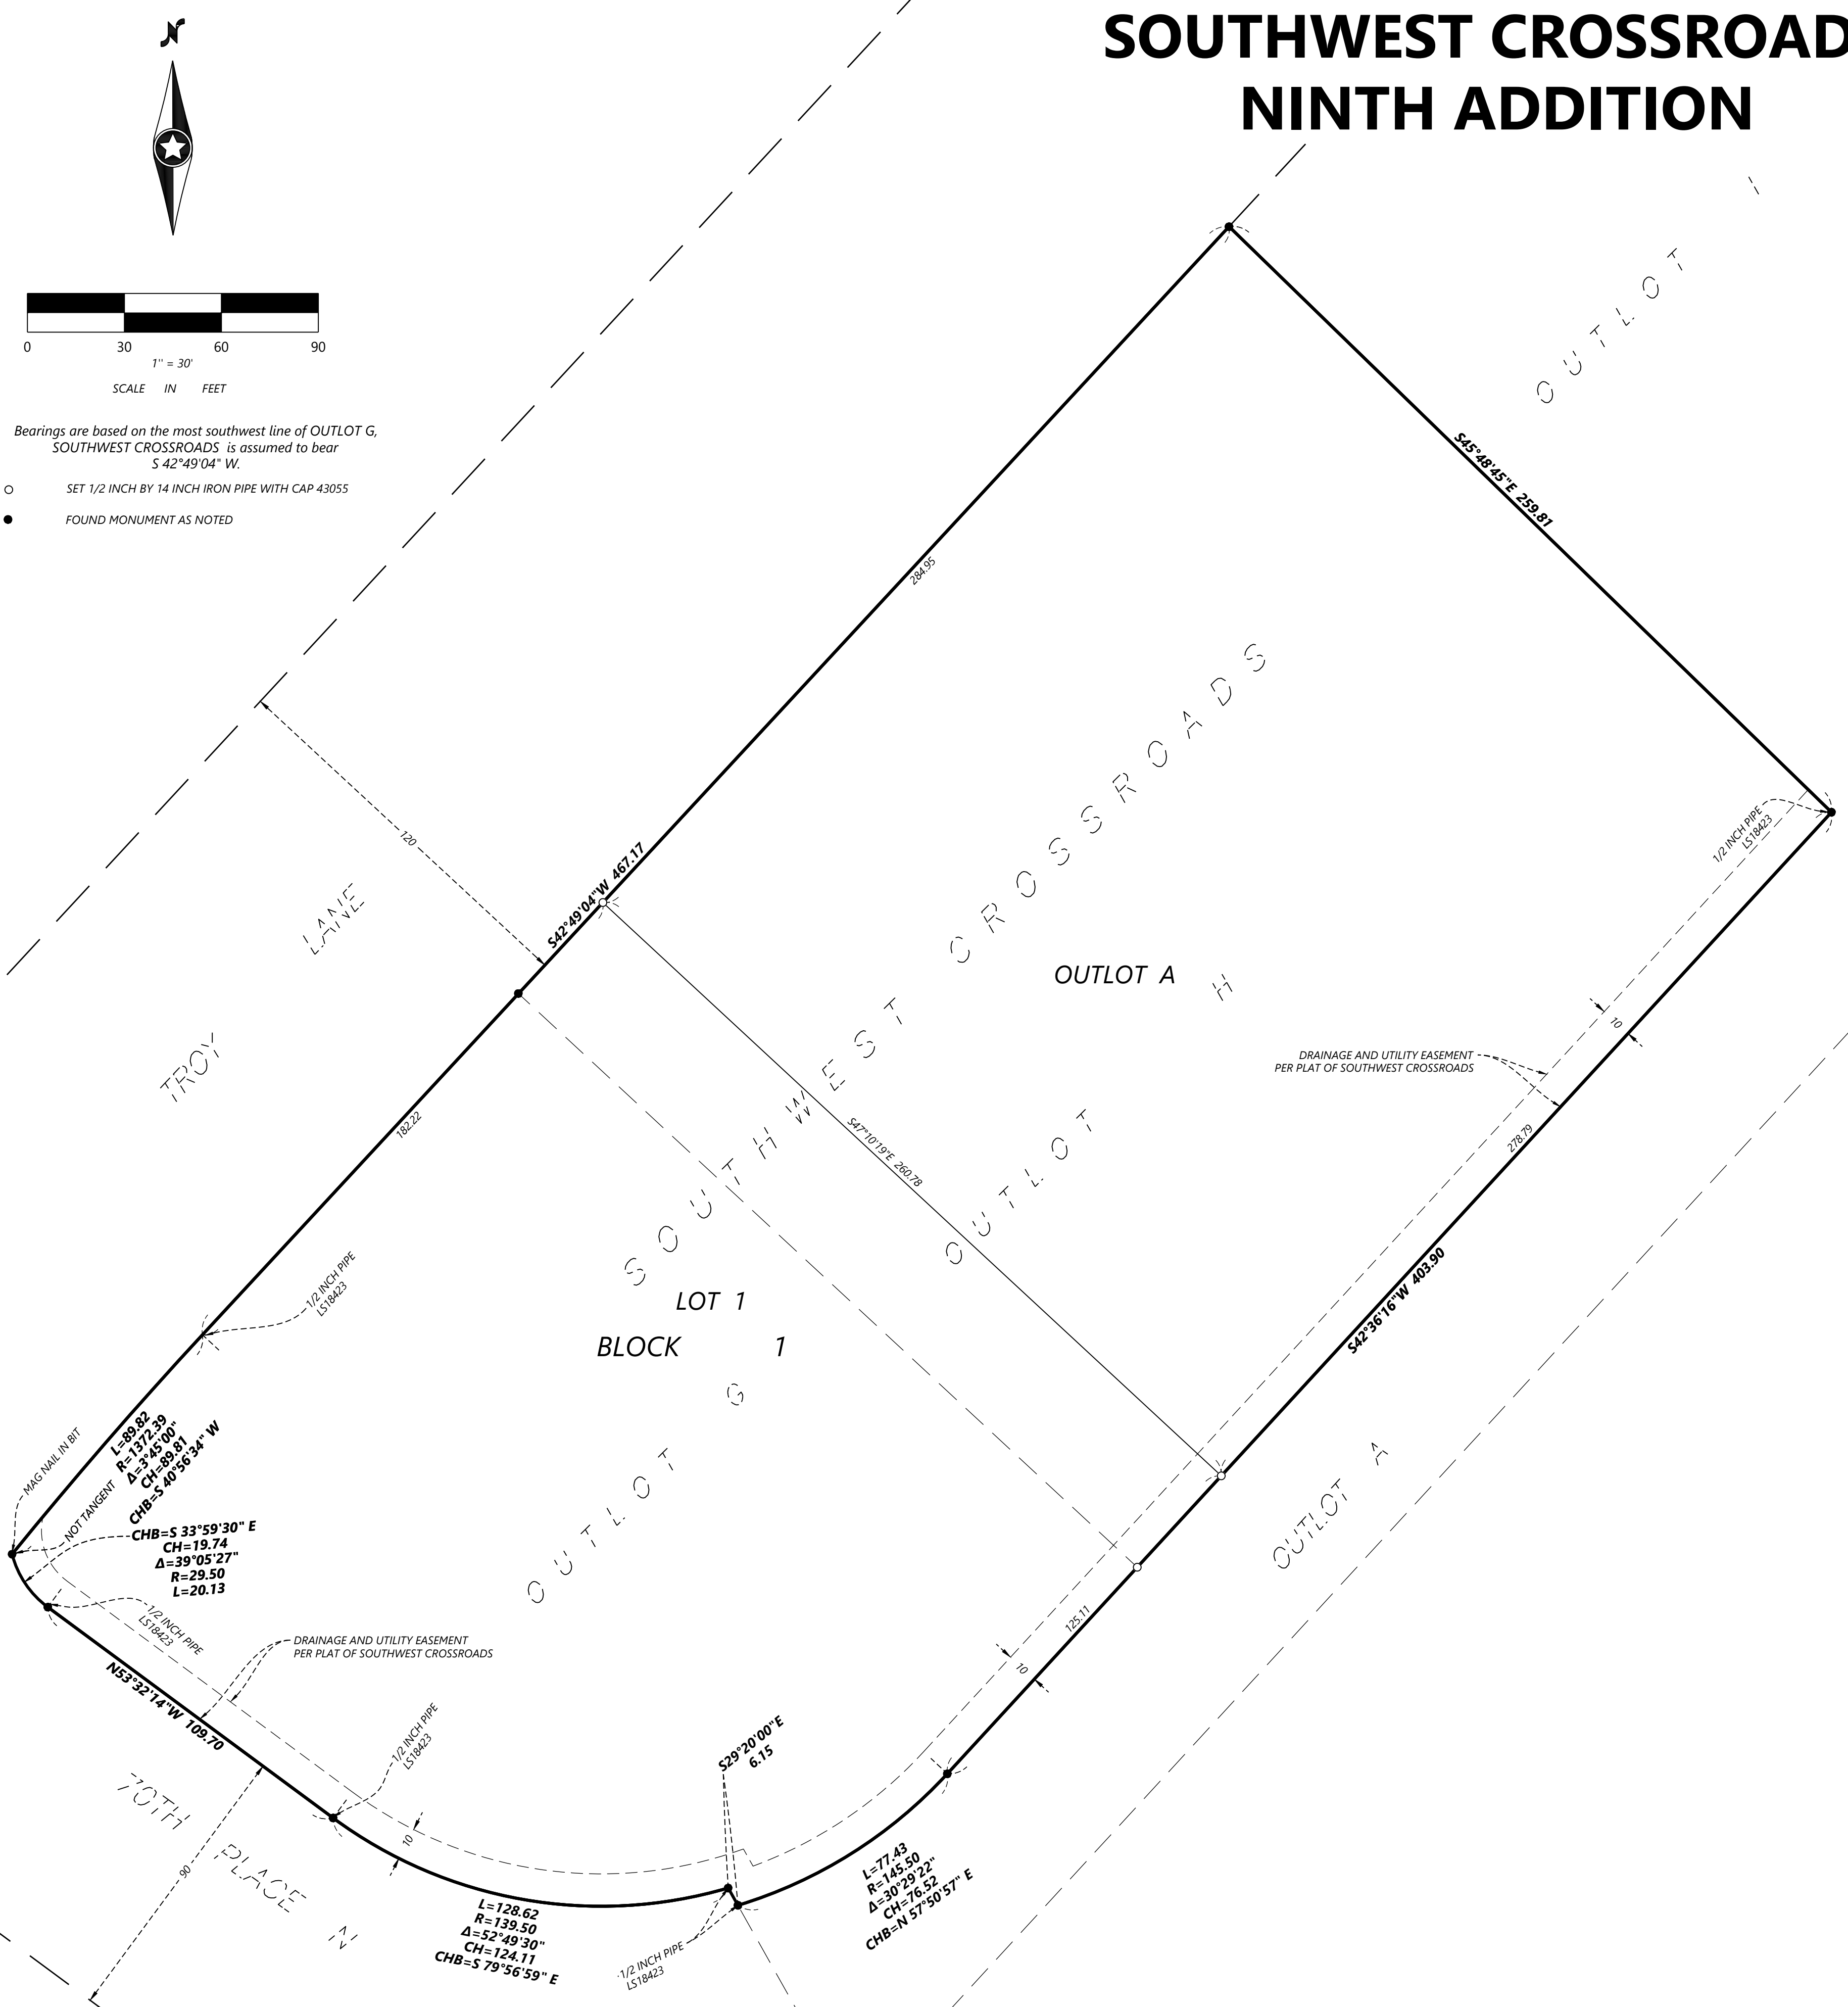 N
SOUTHWEST CROSSROAD
NINTH ADDITION
0 30 60 90
1'' = 30'
SCALE IN FEET
Bearings are based on the most southwest line of OUTLOT G,
SOUTHWEST CROSSROADS is assumed to bear
S 42°49'04" W.
SET 1/2 INCH BY 14 INCH IRON PIPE WITH CAP 43055
FOUND MONUMENT AS NOTED
OUTLOT I
S45°48'45"E 259.81
284.95
SOUTHWEST CROSSROADS
120
S42°49'04"W 467.17
1/2 INCH PIPE
LS18423
TROY LANE
LANE
OUTLOT A
OUTLOT H
10
DRAINAGE AND UTILITY EASEMENT
PER PLAT OF SOUTHWEST CROSSROADS
278.79
182.22
S47°10'19"E 260.78
1/2 INCH PIPE
LS18423
LOT 1
BLOCK 1
S42°36'16"W 403.90
OUTLOT G
OUTLOT A
MAG NAIL IN BIT
L=89.82
R=1372.39
Δ=3°45'00"
CH=89.81
CHB=S 40°56'34" W
NOT TANGENT
CHB=S 33°59'30" E
CH=19.74
Δ=39°05'27"
R=29.50
L=20.13
1/2 INCH PIPE
LS18423
DRAINAGE AND UTILITY EASEMENT
PER PLAT OF SOUTHWEST CROSSROADS
125.11
10
N53°32'14"W 109.70
1/2 INCH PIPE
LS18423
S29°20'00"E
6.15
70TH PLACE N
90
10
L=128.62
R=139.50
Δ=52°49'30"
CH=124.11
CHB=S 79°56'59" E
1/2 INCH PIPE
LS18423
L=77.43
R=145.50
Δ=30°29'22"
CH=76.52
CHB=N 57°50'57" E